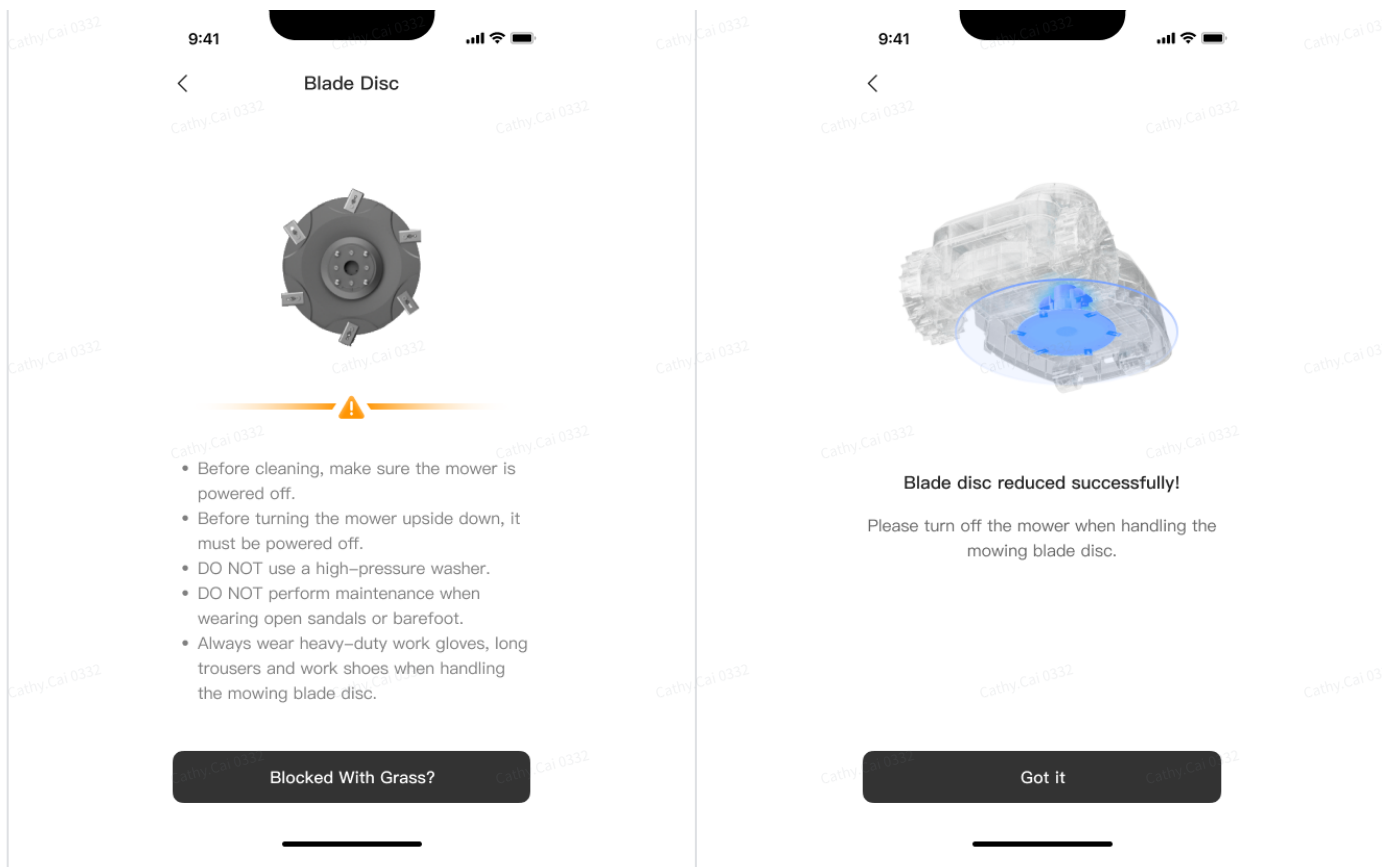 9:41
Blade Disc
Before cleaning, make sure the mower is
powered off.
Before turning the mower upside down, it
must be powered off.
DO NOT use a high-pressure washer.
DO NOT perform maintenance when
wearing open sandals or barefoot.
Always wear heavy-duty work gloves, long
trousers and work shoes when handling
the mowing blade disc.
Blocked With Grass?
9:41
Blade disc reduced successfully!
Please turn off the mower when handling the
mowing blade disc.
Got it
Cathy.Cai 0332